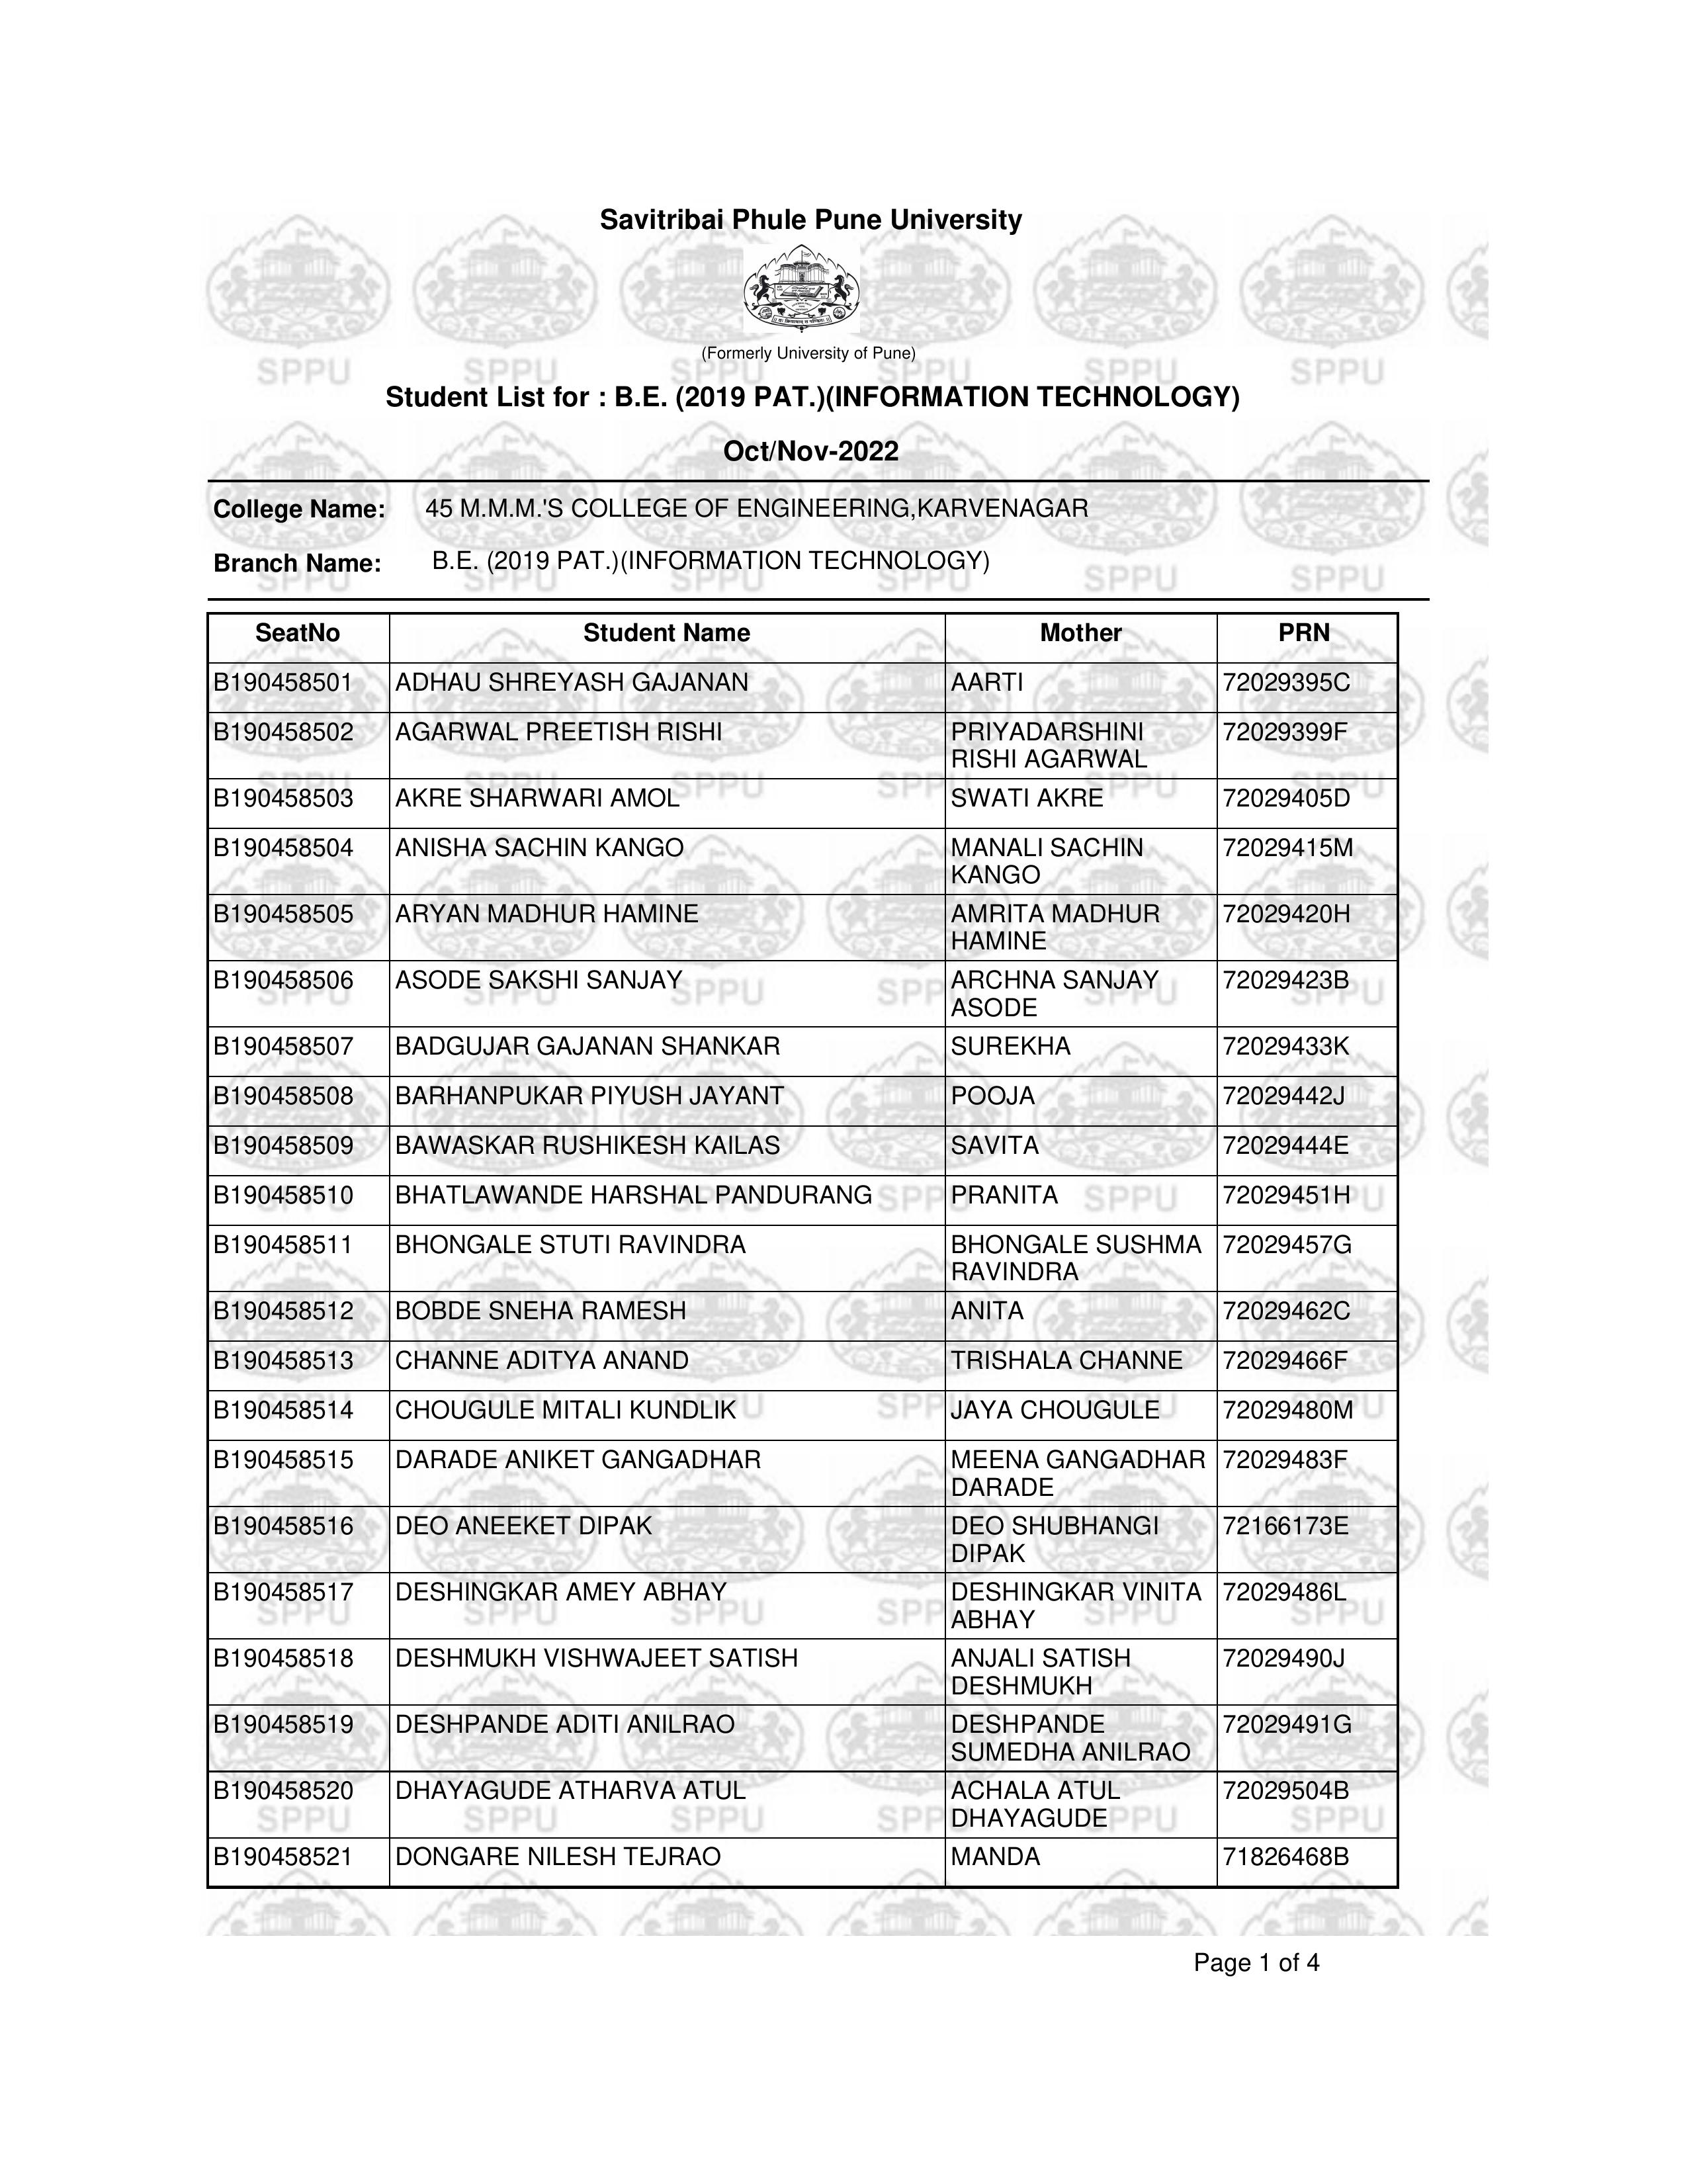 Savitribai Phule Pune University
(Formerly University of Pune)
Student List for : B.E. (2019 PAT.)(INFORMATION TECHNOLOGY)
Oct/Nov-2022
College Name: 45 M.M.M.'S COLLEGE OF ENGINEERING,KARVENAGAR
Branch Name: B.E. (2019 PAT.)(INFORMATION TECHNOLOGY)
SeatNo Student Name Mother PRN
B190458501 ADHAU SHREYASH GAJANAN AARTI 72029395C
B190458502 AGARWAL PREETISH RISHI PRIYADARSHINI 72029399F
RISHI AGARWAL
B190458503 AKRE SHARWARI AMOL SWATI AKRE 72029405D
B190458504 ANISHA SACHIN KANGO MANALI SACHIN 72029415M
KANGO
B190458505 ARYAN MADHUR HAMINE AMRITA MADHUR 72029420H
HAMINE
B190458506 ASODE SAKSHI SANJAY ARCHNA SANJAY 72029423B
ASODE
B190458507 BADGUJAR GAJANAN SHANKAR SUREKHA 72029433K
B190458508 BARHANPUKAR PIYUSH JAYANT POOJA 72029442J
B190458509 BAWASKAR RUSHIKESH KAILAS SAVITA 72029444E
B190458510 BHATLAWANDE HARSHAL PANDURANG PRANITA 72029451H
B190458511 BHONGALE STUTI RAVINDRA BHONGALE SUSHMA 72029457G
RAVINDRA
B190458512 BOBDE SNEHA RAMESH ANITA 72029462C
B190458513 CHANNE ADITYA ANAND TRISHALA CHANNE 72029466F
B190458514 CHOUGULE MITALI KUNDLIK JAYA CHOUGULE 72029480M
B190458515 DARADE ANIKET GANGADHAR MEENA GANGADHAR 72029483F
DARADE
B190458516 DEO ANEEKET DIPAK DEO SHUBHANGI 72166173E
DIPAK
B190458517 DESHINGKAR AMEY ABHAY DESHINGKAR VINITA 72029486L
ABHAY
B190458518 DESHMUKH VISHWAJEET SATISH ANJALI SATISH 72029490J
DESHMUKH
B190458519 DESHPANDE ADITI ANILRAO DESHPANDE 72029491G
SUMEDHA ANILRAO
B190458520 DHAYAGUDE ATHARVA ATUL ACHALA ATUL 72029504B
DHAYAGUDE
B190458521 DONGARE NILESH TEJRAO MANDA 71826468B
Page 1 of 4